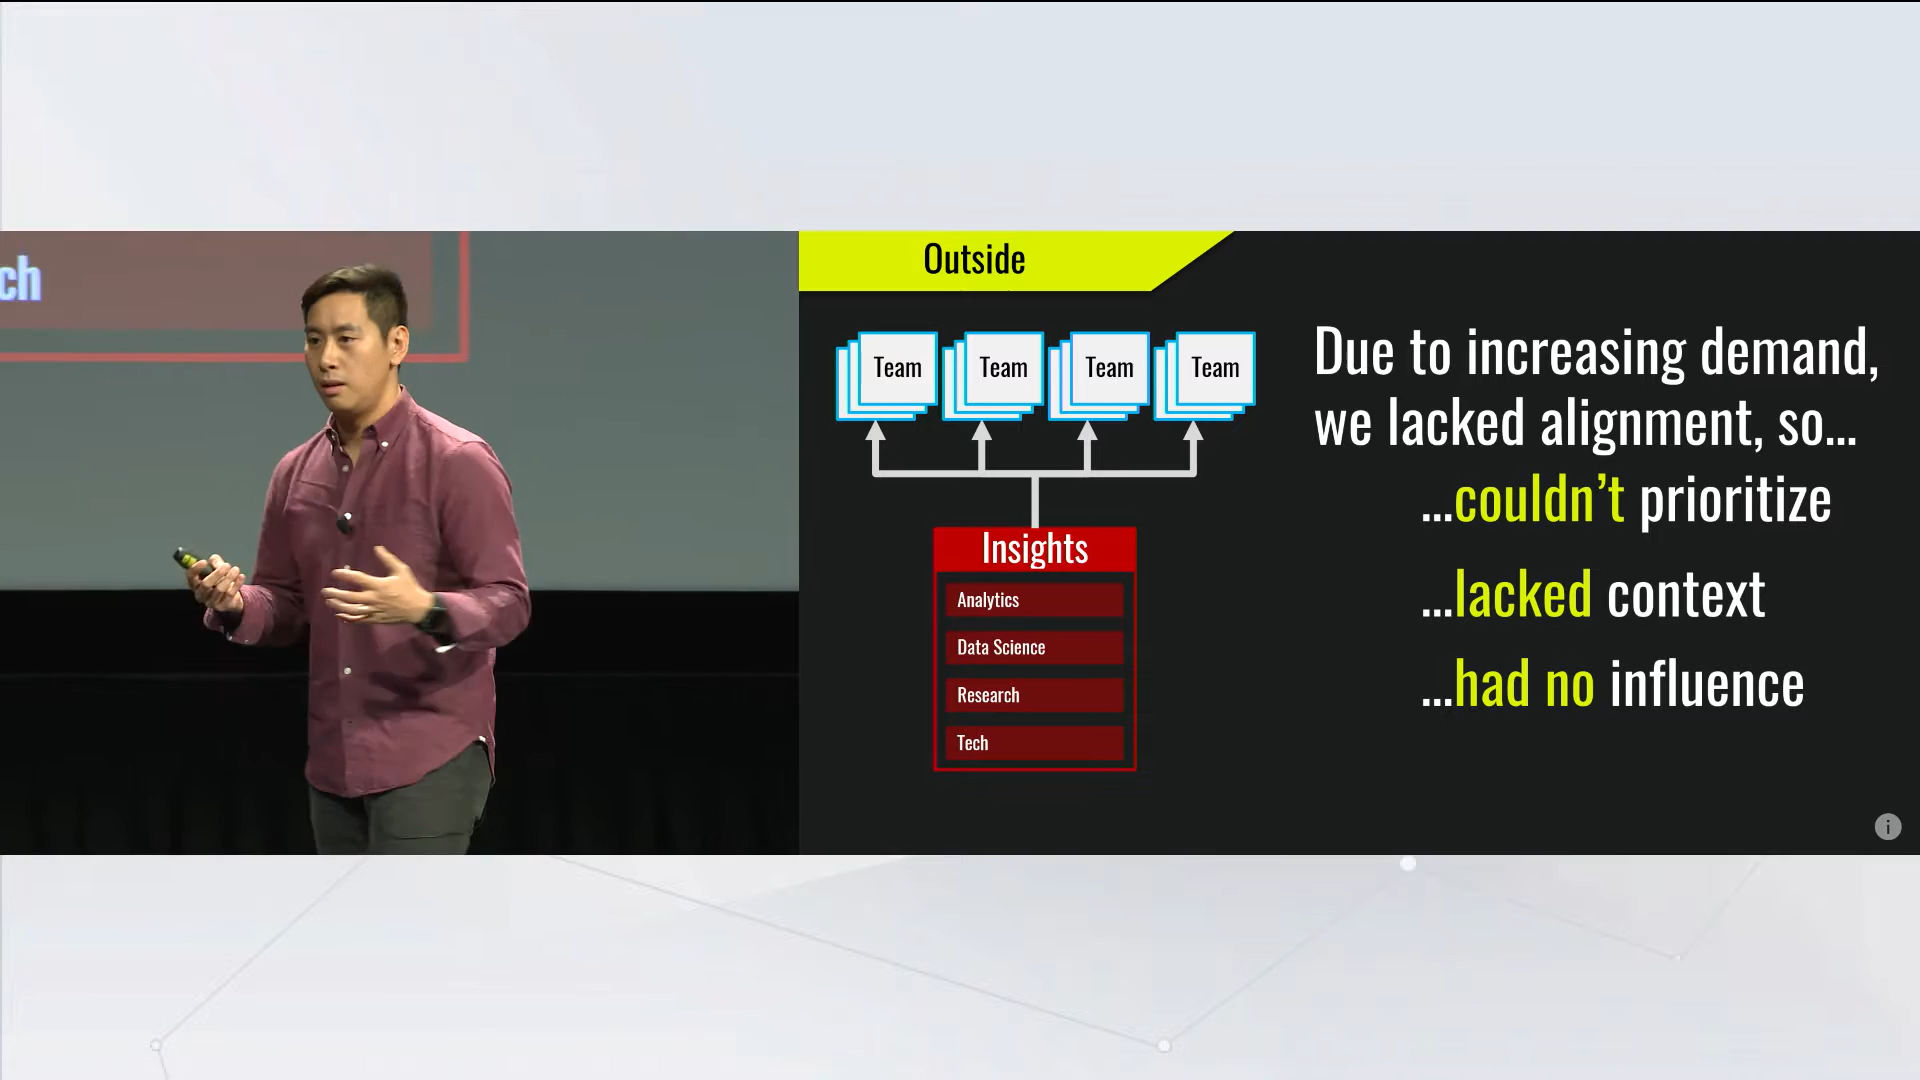 ch
Outside
Team
Team
Team
Team
Insights
Analytics
Data Science
Research
Tech
Due to increasing demand,
we lacked alignment, so...
...couldn't prioritize
...lacked context
...had no influence
i